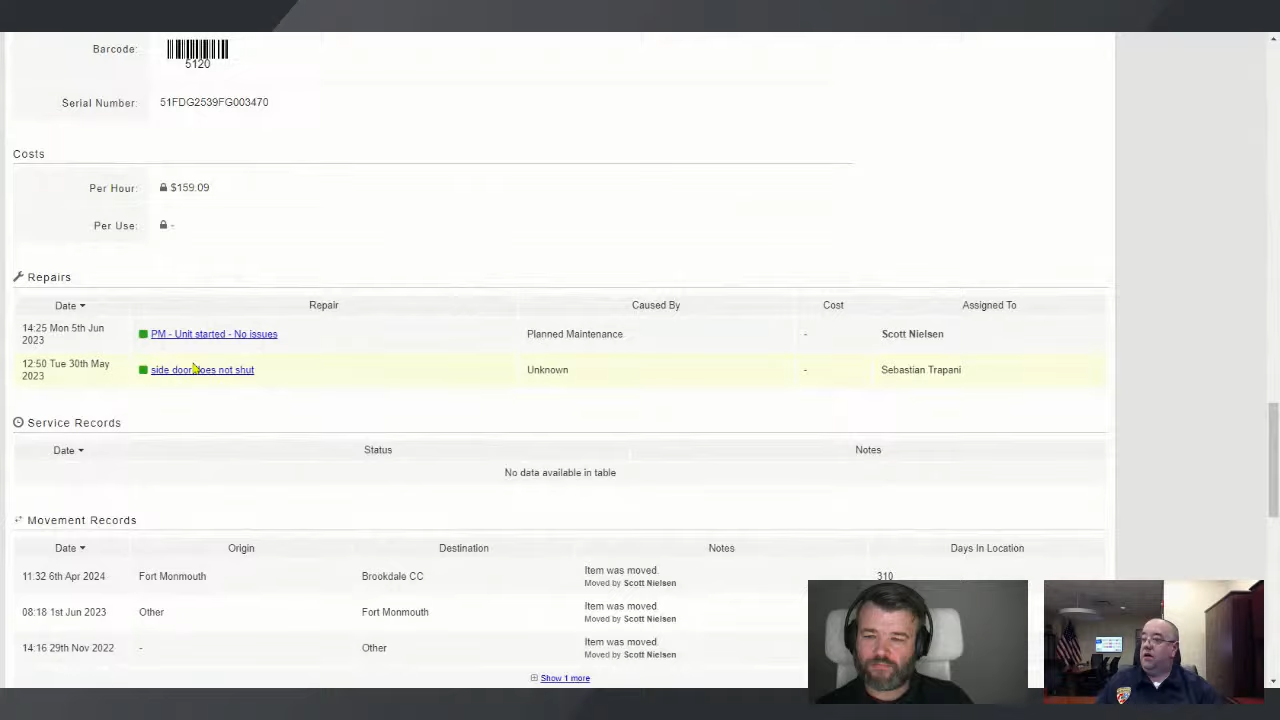 Barcode:
5120
Serial Number: 51FDG2539FG003470
Costs
Per Hour: $159.09
Per Use: -
Repairs
Date Repair Caused By Cost Assigned To
14:25 Mon 5th Jun 2023 PM - Unit started - No issues Planned Maintenance - Scott Nielsen
12:50 Tue 30th May 2023 side door does not shut Unknown - Sebastian Trapani
Service Records
Date Status Notes
No data available in table
Movement Records
Date Origin Destination Notes Days In Location
11:32 6th Apr 2024 Fort Monmouth Brookdale CC Item was moved. 310
Moved by Scott Nielsen
08:18 1st Jun 2023 Other Fort Monmouth Item was moved.
Moved by Scott Nielsen
14:16 29th Nov 2022 - Other Item was moved.
Moved by Scott Nielsen
Show 1 more